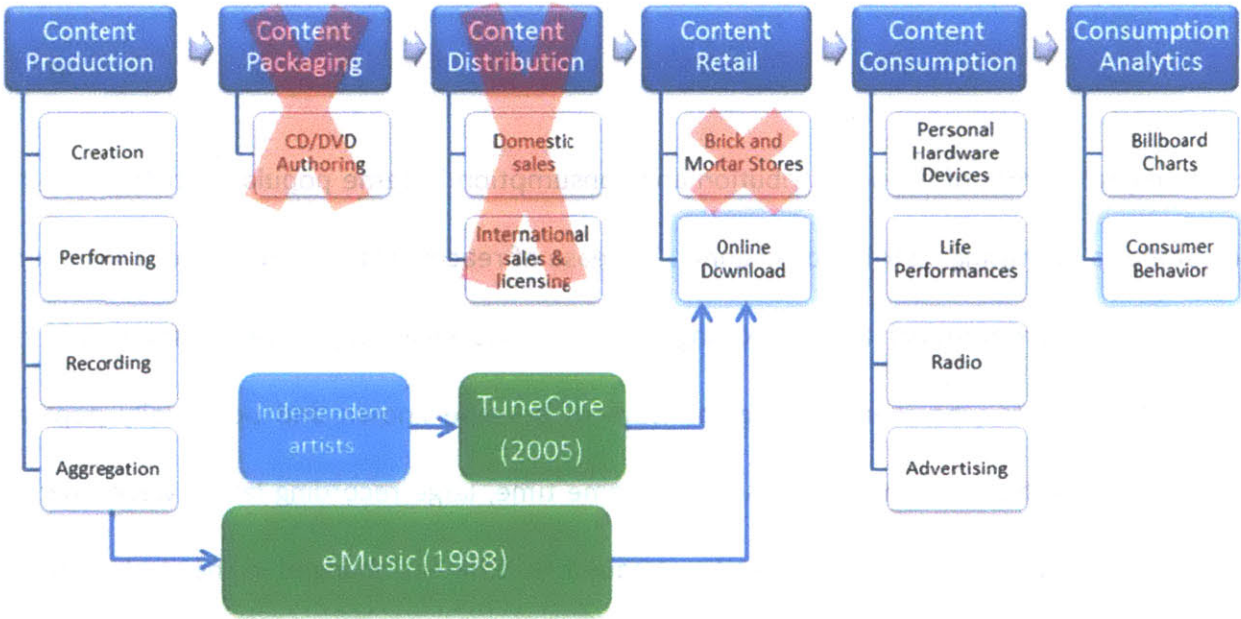 Content
Production
Content
Packaging
Content
Distribution
Content
Retail
Content
Consumption
Consumption
Analytics
Creation
Performing
Recording
Aggregation
CD/DVD
Authoring
Domestic
sales
International
sales &
licensing
Brick and
Mortar Stores
Online
Download
Personal
Hardware
Devices
Life
Performances
Radio
Advertising
Billboard
Charts
Consumer
Behavior
Independent
artists
TuneCore
(2005)
eMusic (1998)